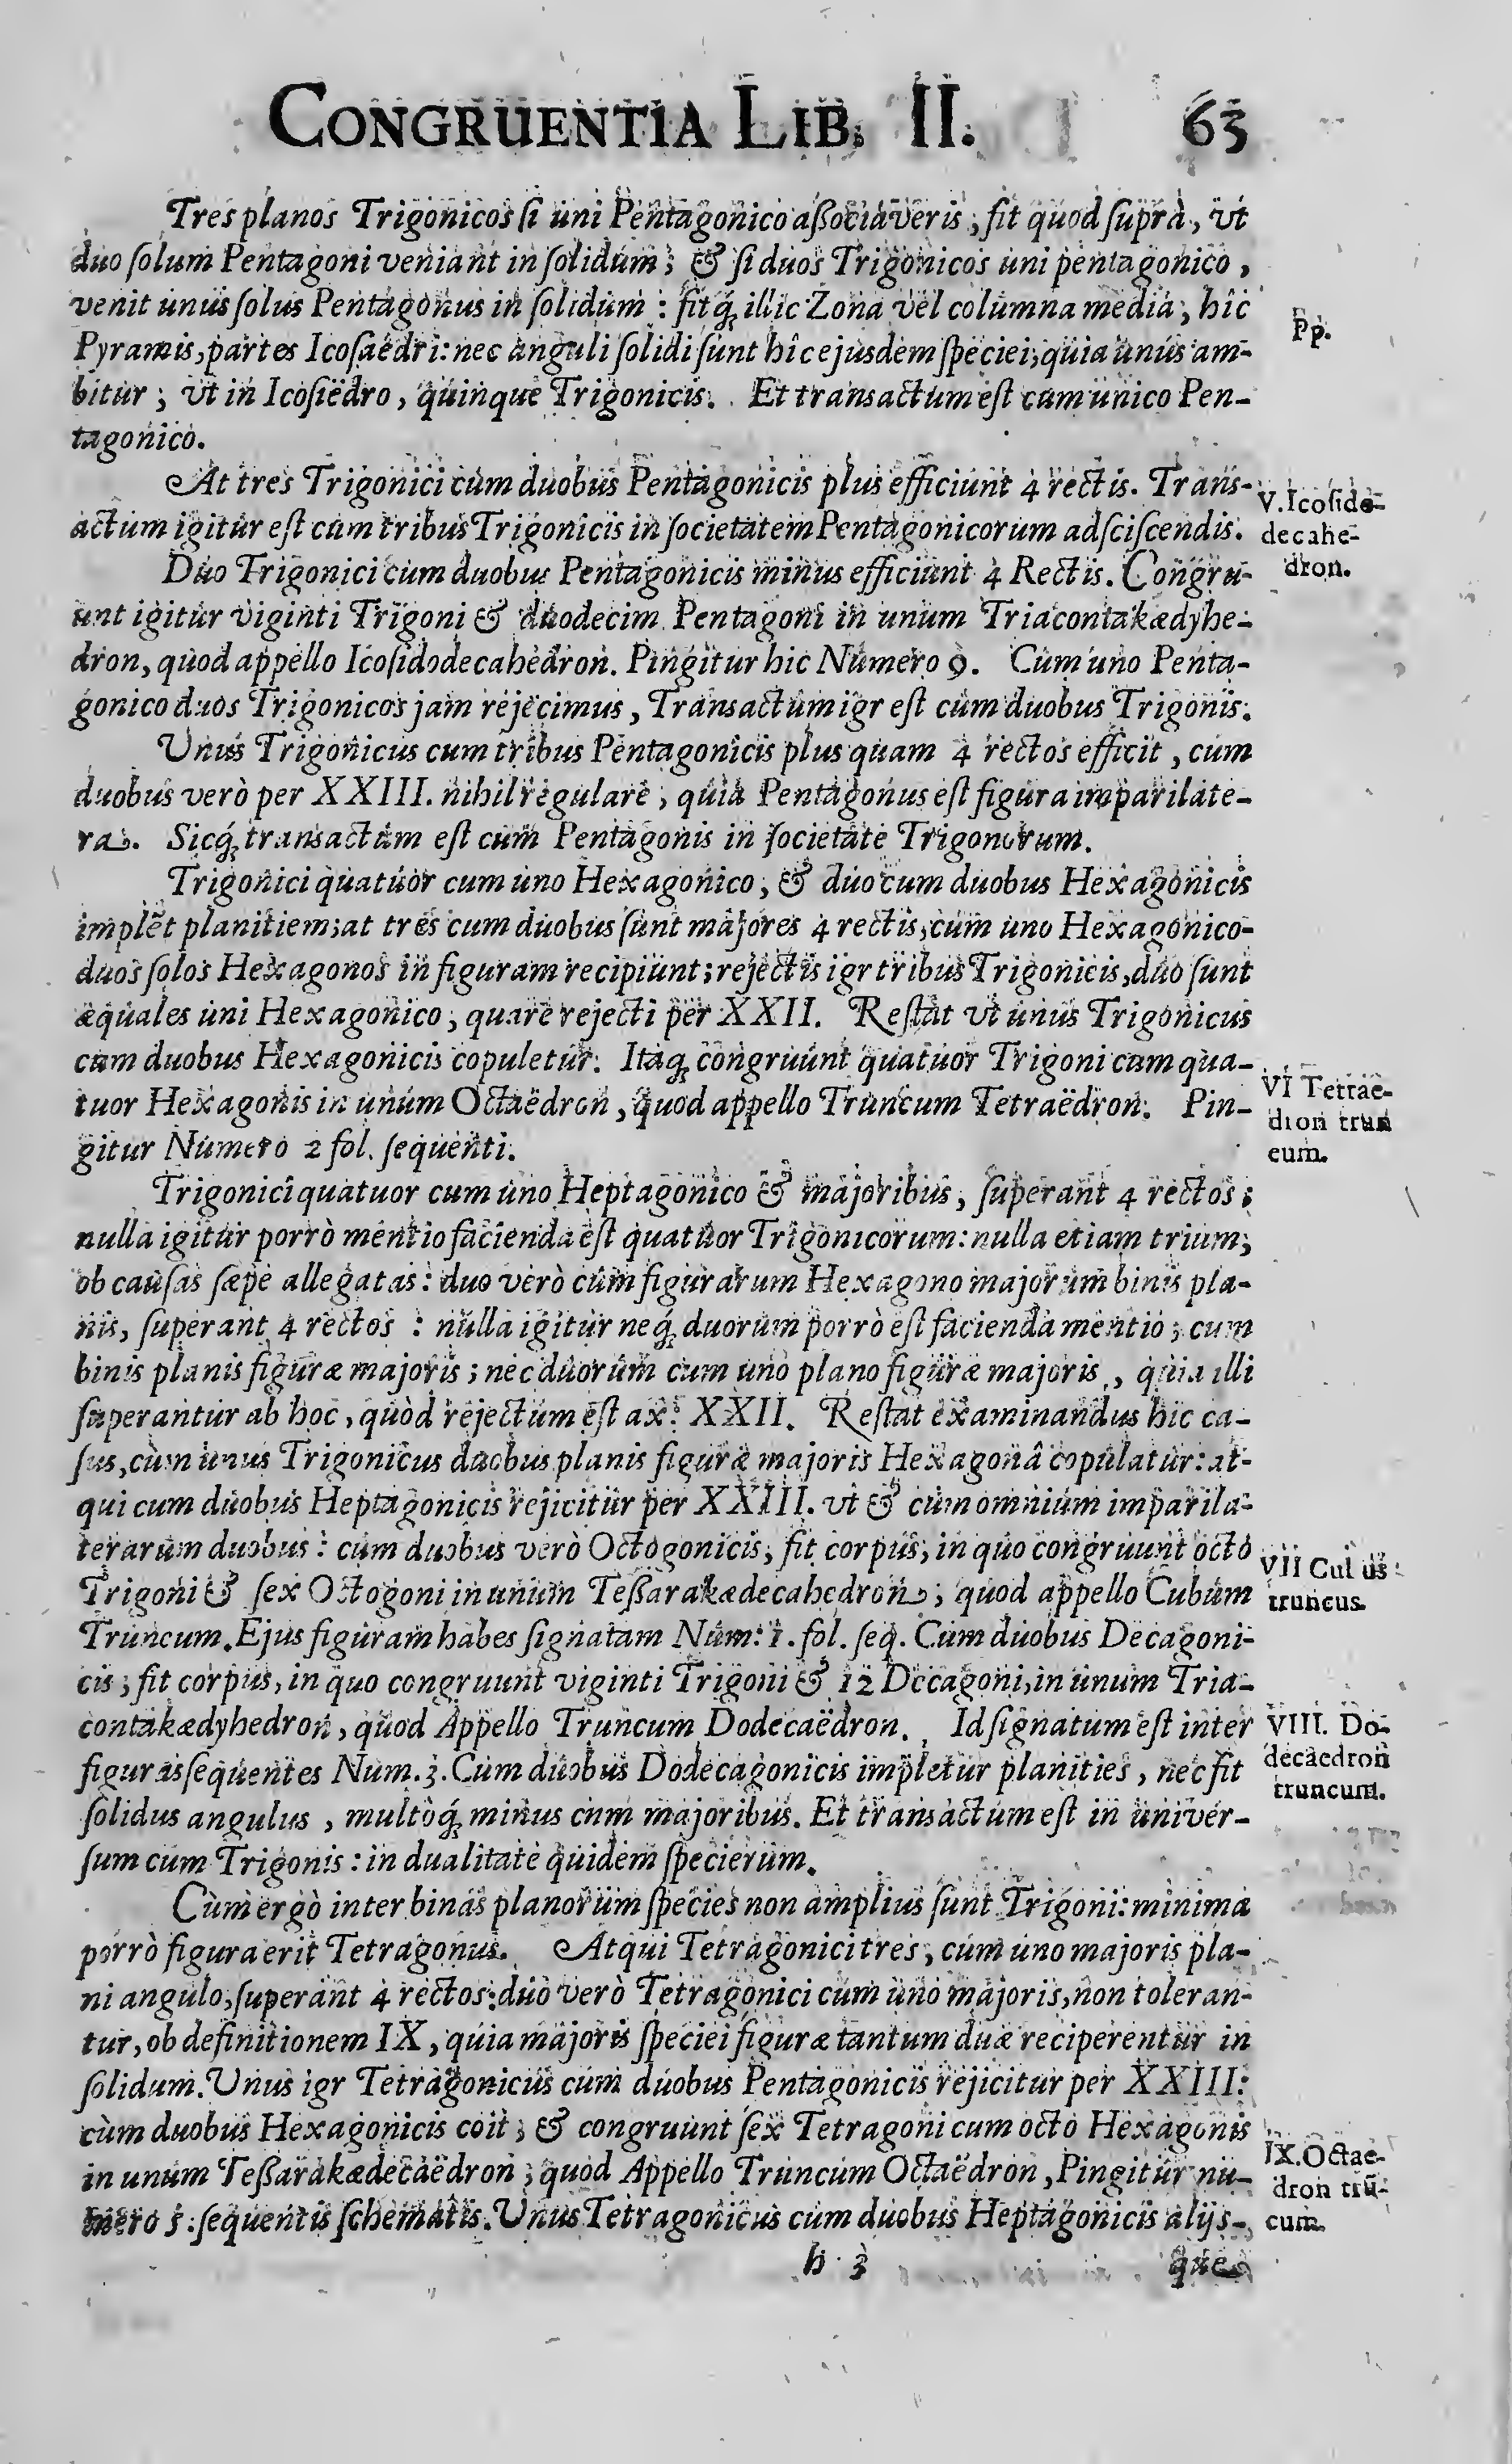 CONGRUENTIA LIB. II. 63
Tres planos Trigonicos ſi uni Pentagonico aßociaveris, fit quod ſuprà, ut
duo ſolum Pentagoni veniant in ſolidum; & ſi duos Trigonicos uni pentagonico,
venit unus ſolus Pentagonus in ſolidum: fitq́; illic Zona vel columna media, hîc
Pp.
Pyramis, partes Icoſaëdri: nec anguli ſolidi ſunt hîc ejusdem ſpeciei; quia unus am-
bitur; ut in Icoſiëdro, quinque Trigonicis. Et transactum eſt cum unico Pen-
tagonico.
At tres Trigonici cum duobus Pentagonicis plus efficiunt 4 rectis. Trans-
V. Icoſido-
actum igitur eſt cum tribus Trigonicis in ſocietatem Pentagonicorum adſciſcendis.
decahe-
Duo Trigonici cum duobus Pentagonicis minus efficiunt 4 Rectis. Congru-
dron.
unt igitur viginti Trigoni & duodecim Pentagoni in unum Triacontakædyhe-
dron, quod appello Icoſidodecahedron. Pingitur hic Numero 9. Cum uno Penta-
gonico duos Trigonicos jam rejecimus, Transactum igr eſt cum duobus Trigonis.
Unus Trigonicus cum tribus Pentagonicis plus quam 4 rectos efficit, cum
duobus verò per XXIII. nihil regulare, quia Pentagonus eſt figura imparilate-
ra. Sicq́; transactum eſt cum Pentagonis in ſocietate Trigonorum.
Trigonici quatuor cum uno Hexagonico, & duo cum duobus Hexagonicis
implēt planitiem; at tres cum duobus ſunt majores 4 rectis, cum uno Hexagonico-
duos ſolos Hexagonos in figuram recipiunt; rejectis igr tribus Trigonicis, duo ſunt
æquales uni Hexagonico, quare rejecti per XXII. Reſtat ut unus Trigonicus
cum duobus Hexagonicis copuletur. Itaq́; congruunt quatuor Trigoni cum qua-
VI Tetrae-
tuor Hexagonis in unum Octaëdron, quod appello Truncum Tetraëdron. Pin-
dron trun
gitur Numero 2 fol. ſequenti.
cum.
Trigonici quatuor cum uno Heptagonico & majoribus, ſuperant 4 rectos;
nulla igitur porrò mentio facienda eſt quatuor Trigonicorum: nulla etiam trium,
ob cauſas ſæpe allegatas: duo verò cum figurarum Hexagono majorum binis pla-
nis, ſuperant 4 rectos: nulla igitur neq́; duorum porrò eſt facienda mentio, cum
binis planis figuræ majoris; nec duorum cum uno plano figuræ majoris, quia illi
ſuperantur ab hoc, quòd rejectum eſt ax. XXII. Reſtat examinandus hic ca-
ſus, cùm unus Trigonicus duobus planis figuræ majoris Hexagonâ copulatur: at-
qui cum duobus Heptagonicis rejicitur per XXIII. ut & cum omnium imparila-
terarum duobus: cum duobus verò Octogonicis, fit corpus, in quo congruunt octo
VII Cubus
Trigoni & ſex Octogoni in unum Teßarakædecahedron; quod appello Cubum
truncus.
Truncum. Ejus figuram habes ſignatam Num: 1. fol. ſeq. Cum duobus Decagoni-
cis, fit corpus, in quo congruunt viginti Trigoni & 12 Decagoni, in unum Tria-
contakædyhedron, quod Appello Truncum Dodecaëdron. Id ſignatum eſt inter
VIII. Do-
figuras ſequentes Num. 3. Cum duobus Dodecagonicis impletur planities, nec fit
decaedron
ſolidus angulus, multòq́; minus cum majoribus. Et transactum eſt in univer-
truncum.
ſum cum Trigonis: in dualitate quidem ſpecierum.
Cùm ergò inter binas planorum ſpecies non amplius ſunt Trigoni: minima
porrò figura erit Tetragonus. Atqui Tetragonici tres, cum uno majoris pla-
ni angulo, ſuperant 4 rectos: duo verò Tetragonici cum uno majoris, non toleran-
tur, ob definitionem IX, quia majoris ſpeciei figuræ tantum duæ reciperentur in
ſolidum. Unus igr Tetragonicus cum duobus Pentagonicis rejicitur per XXIII:
cùm duobus Hexagonicis coit; & congruunt ſex Tetragoni cum octo Hexagonis
IX. Octae-
in unum Teßarakædecaëdron, quod Appello Truncum Octaëdron, Pingitur nu-
dron trū-
mero 5: ſequentis ſchematis. Unus Tetragonicus cum duobus Heptagonicis alijs-
cum.
h 3 que